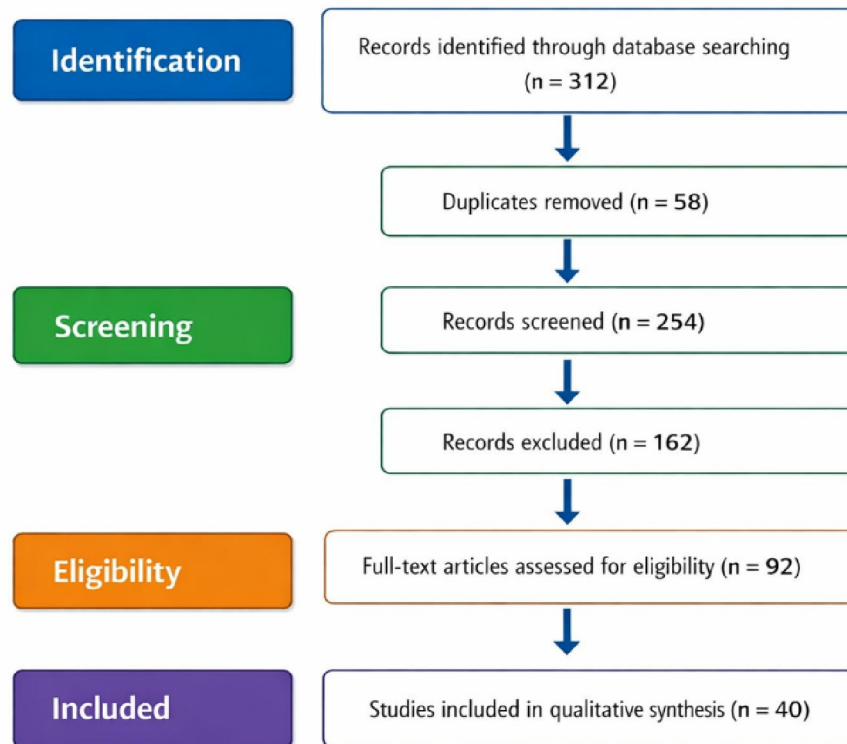 Identification
Records identified through database searching
(n = 312)
Duplicates removed (n = 58)
Screening
Records screened (n = 254)
Records excluded (n = 162)
Eligibility
Full-text articles assessed for eligibility (n = 92)
Included
Studies included in qualitative synthesis (n = 40)